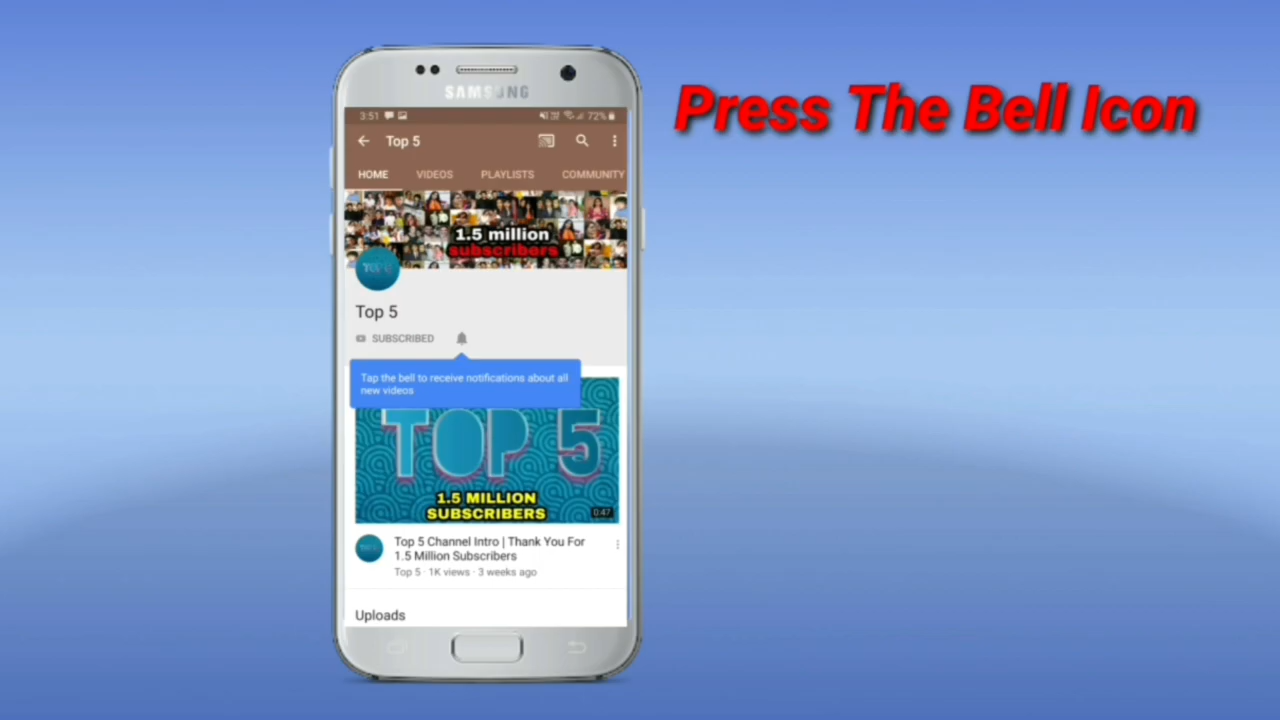 Press The Bell Icon
SAMSUNG
3:51
72%
Top 5
HOME VIDEOS PLAYLISTS COMMUNITY
1.5 million
subscribers
TOP 5
Top 5
SUBSCRIBED
Tap the bell to receive notifications about all
new videos
TOP 5
1.5 MILLION
SUBSCRIBERS
0:47
Top 5 Channel Intro | Thank You For
1.5 Million Subscribers
Top 5 · 1K views · 3 weeks ago
Uploads